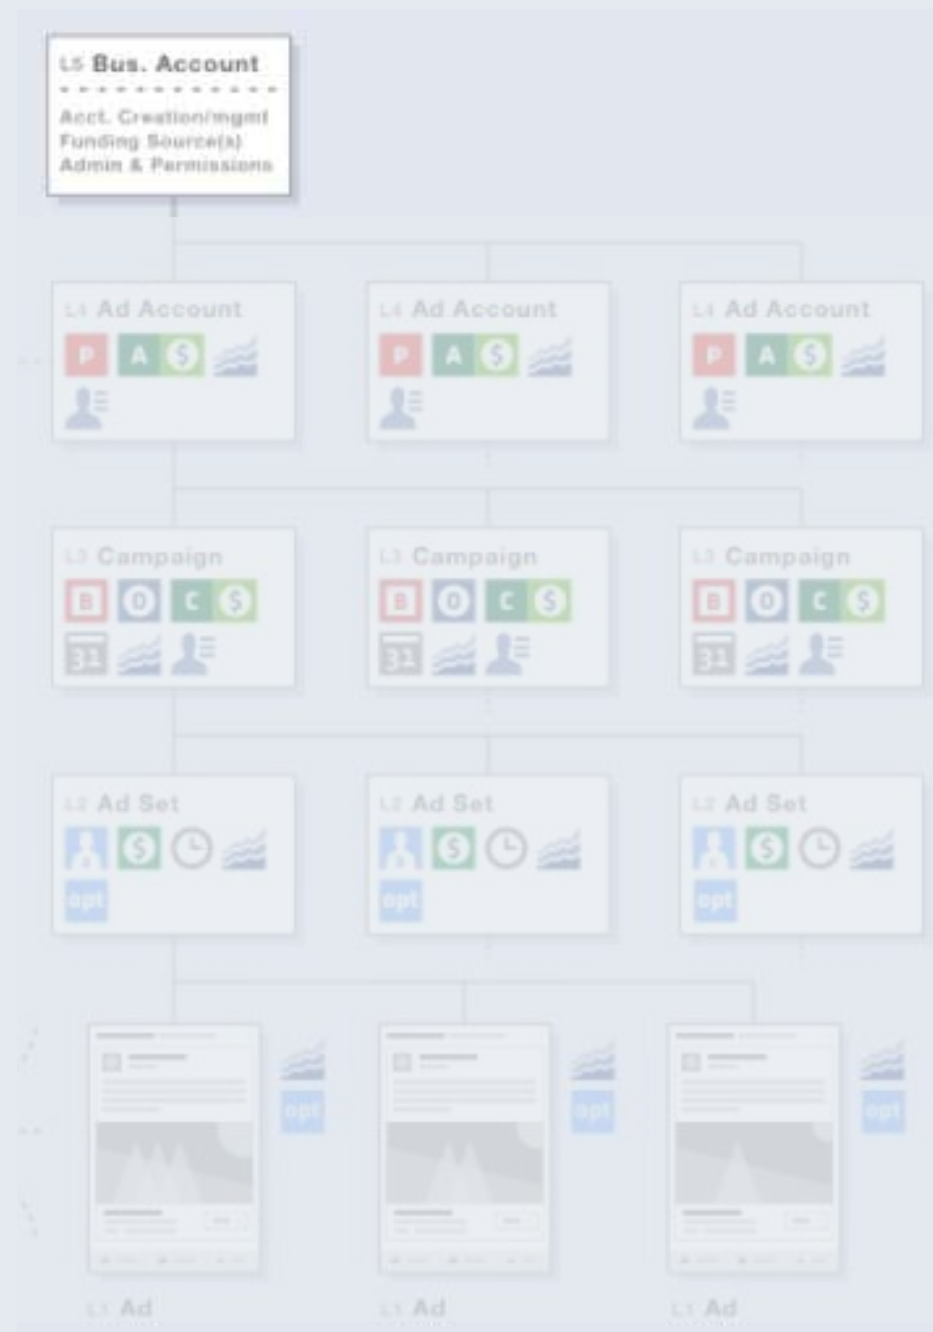 L5 Bus. Account
Acct. Creation/mgmt
Funding Source(s)
Admin & Permissions
L4 Ad Account L4 Ad Account L4 Ad Account
P A $ P A $ P A $
L3 Campaign L3 Campaign L3 Campaign
B O C $ B O C $ B O C $
31 31 31
L2 Ad Set L2 Ad Set L2 Ad Set
$ $ $
opt opt opt
opt opt opt
L1 Ad L1 Ad L1 Ad